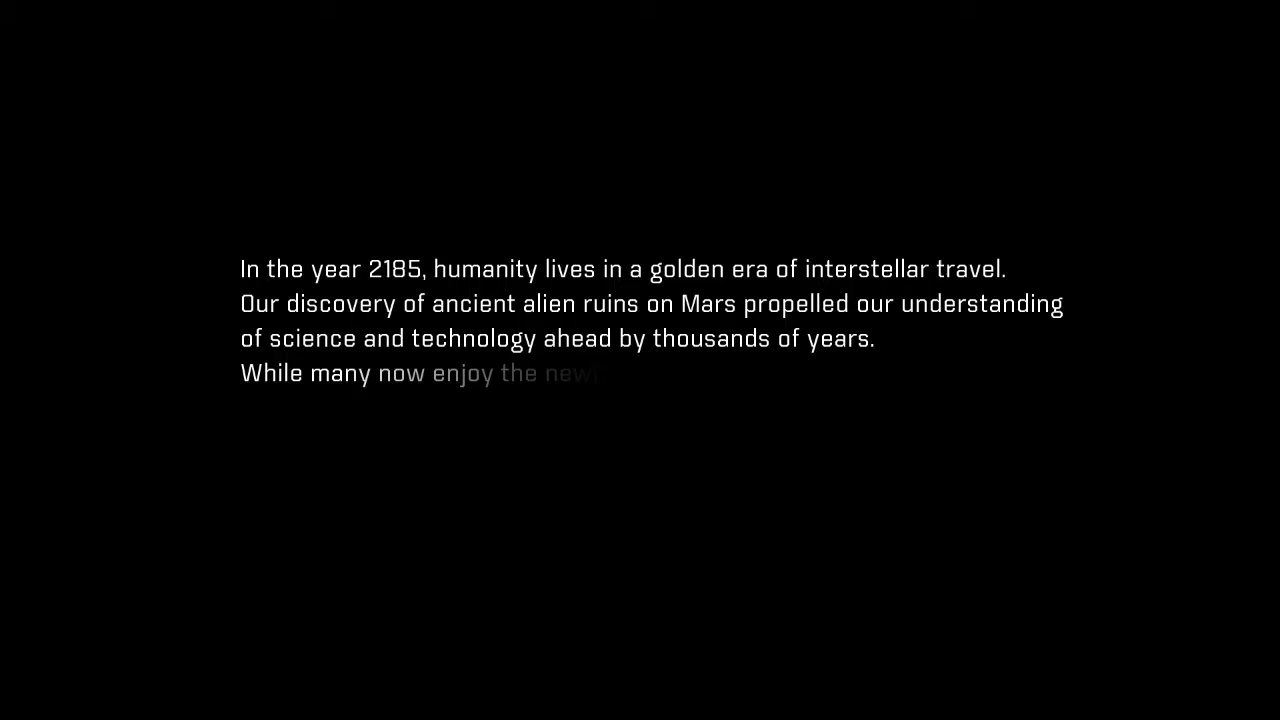 In the year 2185, humanity lives in a golden era of interstellar travel.
Our discovery of ancient alien ruins on Mars propelled our understanding
of science and technology ahead by thousands of years.
While many now enjoy the new